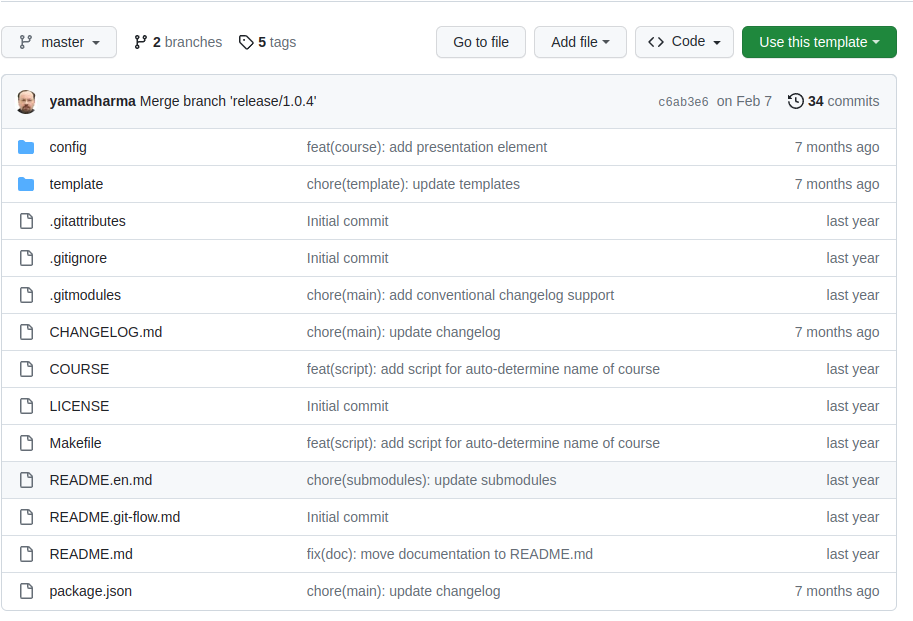 master 2 branches 5 tags Go to file Add file Code Use this template
yamadharma Merge branch 'release/1.0.4' c6ab3e6 on Feb 7 34 commits
config feat(course): add presentation element 7 months ago
template chore(template): update templates 7 months ago
.gitattributes Initial commit last year
.gitignore Initial commit last year
.gitmodules chore(main): add conventional changelog support last year
CHANGELOG.md chore(main): update changelog 7 months ago
COURSE feat(script): add script for auto-determine name of course last year
LICENSE Initial commit last year
Makefile feat(script): add script for auto-determine name of course last year
README.en.md chore(submodules): update submodules last year
README.git-flow.md Initial commit last year
README.md fix(doc): move documentation to README.md last year
package.json chore(main): update changelog 7 months ago